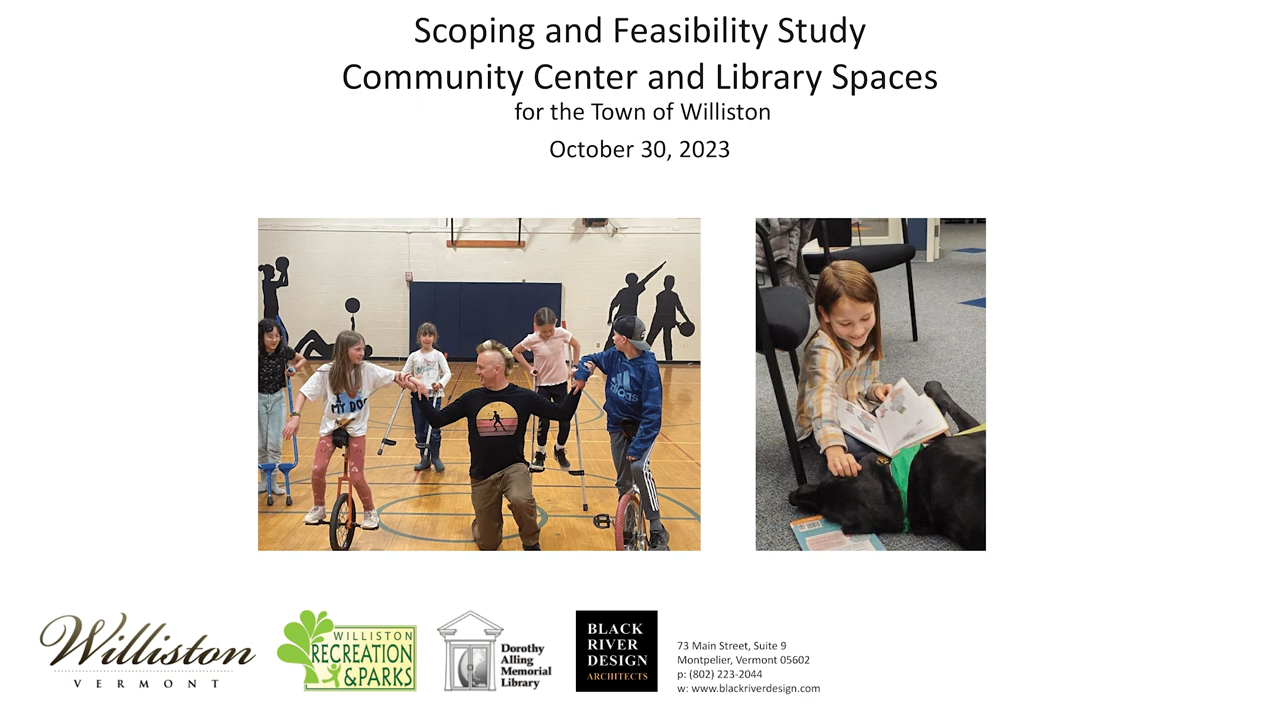 Scoping and Feasibility Study
Community Center and Library Spaces
for the Town of Williston
October 30, 2023
MY DOG
adidas
Williston
VERMONT
WILLISTON
RECREATION
& PARKS
Dorothy
Alling
Memorial
Library
BLACK
RIVER
DESIGN
ARCHITECTS
73 Main Street, Suite 9
Montpelier, Vermont 05602
p: (802) 223-2044
w: www.blackriverdesign.com